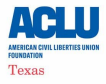 ACLU
AMERICAN CIVIL LIBERTIES UNION
FOUNDATION
Texas